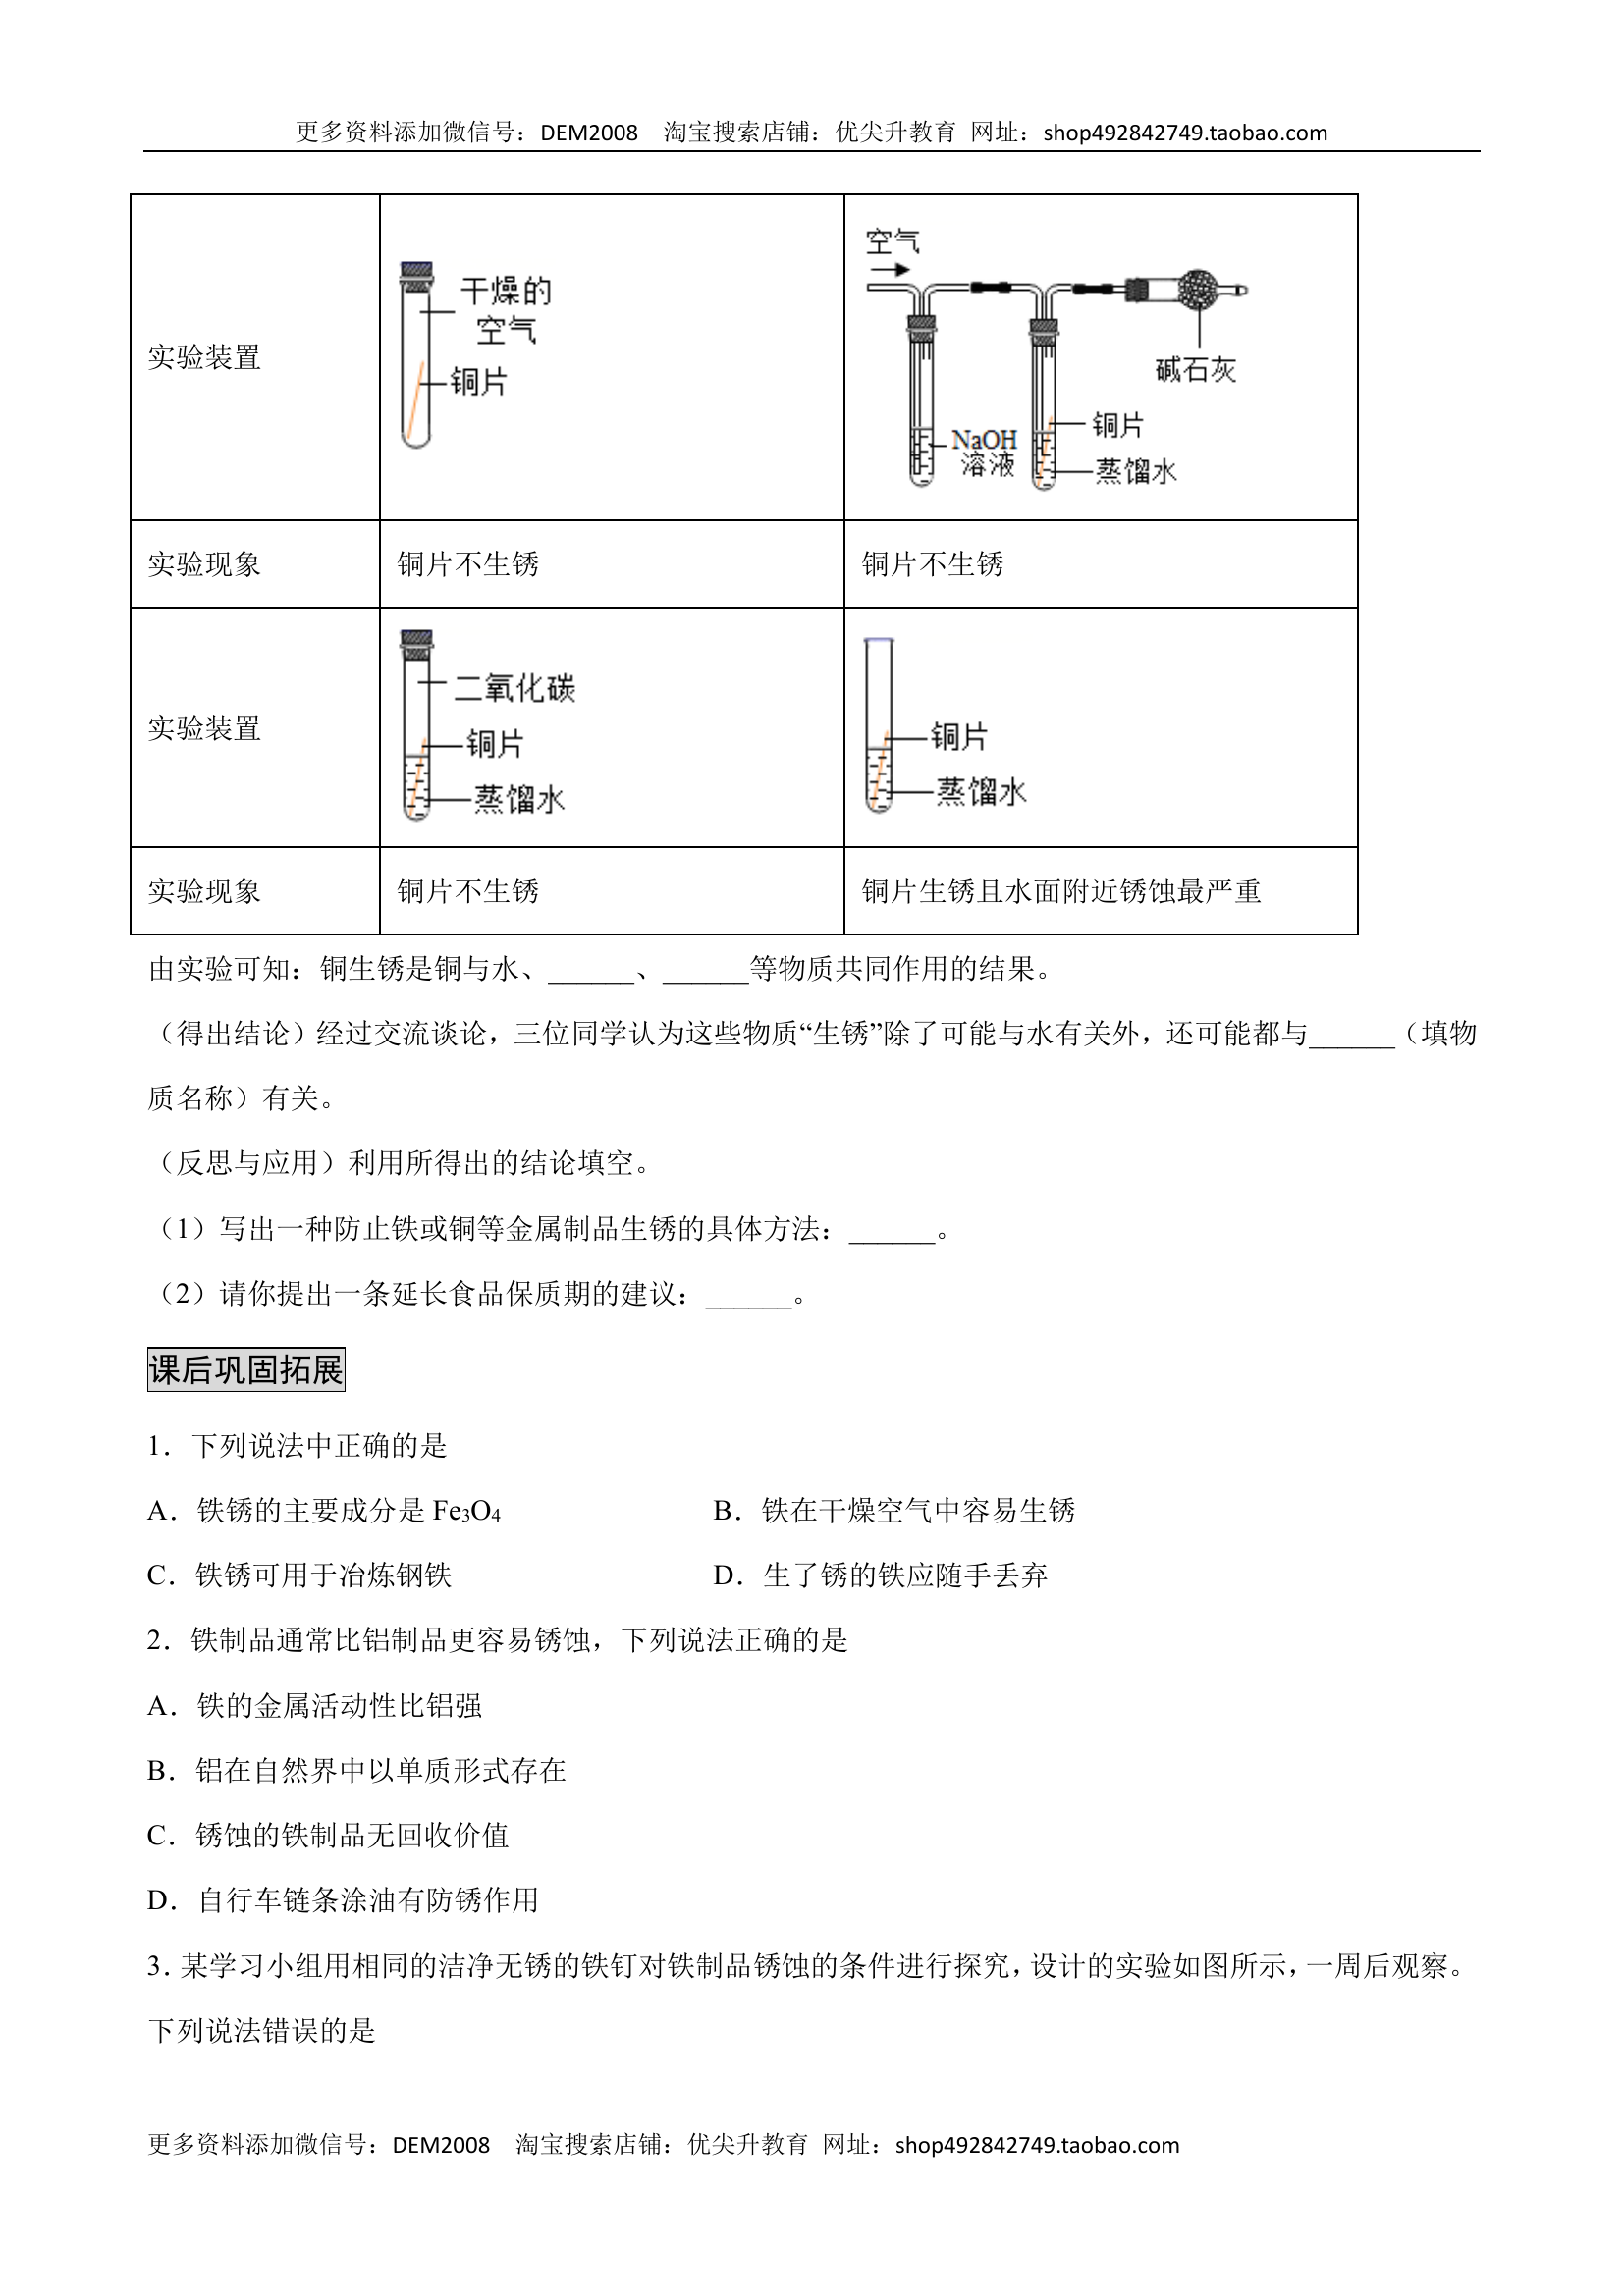 更多资料添加微信号：DEM2008 淘宝搜索店铺：优尖升教育 网址：shop492842749.taobao.com
实验装置
干燥的
空气
铜片
空气
碱石灰
铜片
NaOH
溶液
蒸馏水
实验现象 铜片不生锈 铜片不生锈
实验装置
二氧化碳
铜片
蒸馏水
铜片
蒸馏水
实验现象 铜片不生锈 铜片生锈且水面附近锈蚀最严重
由实验可知：铜生锈是铜与水、______、______等物质共同作用的结果。
（得出结论）经过交流谈论，三位同学认为这些物质“生锈”除了可能与水有关外，还可能都与______（填物
质名称）有关。
（反思与应用）利用所得出的结论填空。
（1）写出一种防止铁或铜等金属制品生锈的具体方法：______。
（2）请你提出一条延长食品保质期的建议：______。
课后巩固拓展
1．下列说法中正确的是
A．铁锈的主要成分是 Fe₃O₄ B．铁在干燥空气中容易生锈
C．铁锈可用于冶炼钢铁 D．生了锈的铁应随手丢弃
2．铁制品通常比铝制品更容易锈蚀，下列说法正确的是
A．铁的金属活动性比铝强
B．铝在自然界中以单质形式存在
C．锈蚀的铁制品无回收价值
D．自行车链条涂油有防锈作用
3．某学习小组用相同的洁净无锈的铁钉对铁制品锈蚀的条件进行探究，设计的实验如图所示，一周后观察。
下列说法错误的是
更多资料添加微信号：DEM2008 淘宝搜索店铺：优尖升教育 网址：shop492842749.taobao.com